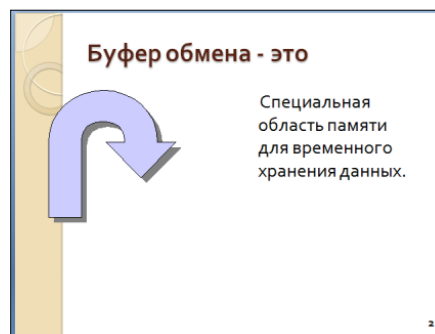 Буфер обмена - это
Специальная
область памяти
для временного
хранения данных.
2